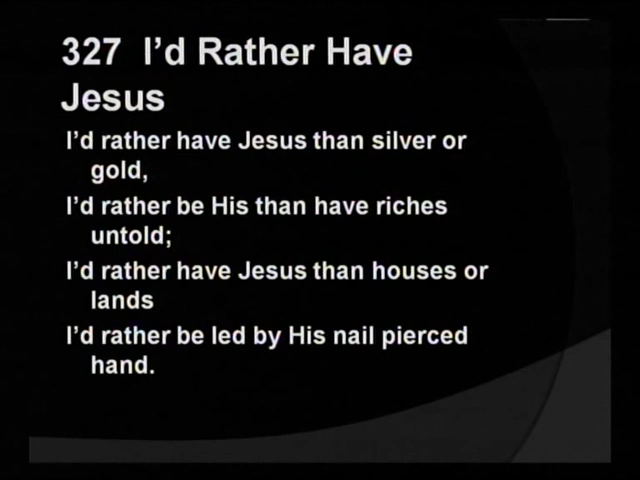 327 I’d Rather Have
Jesus
I’d rather have Jesus than silver or
gold,
I’d rather be His than have riches
untold;
I’d rather have Jesus than houses or
lands
I’d rather be led by His nail pierced
hand.